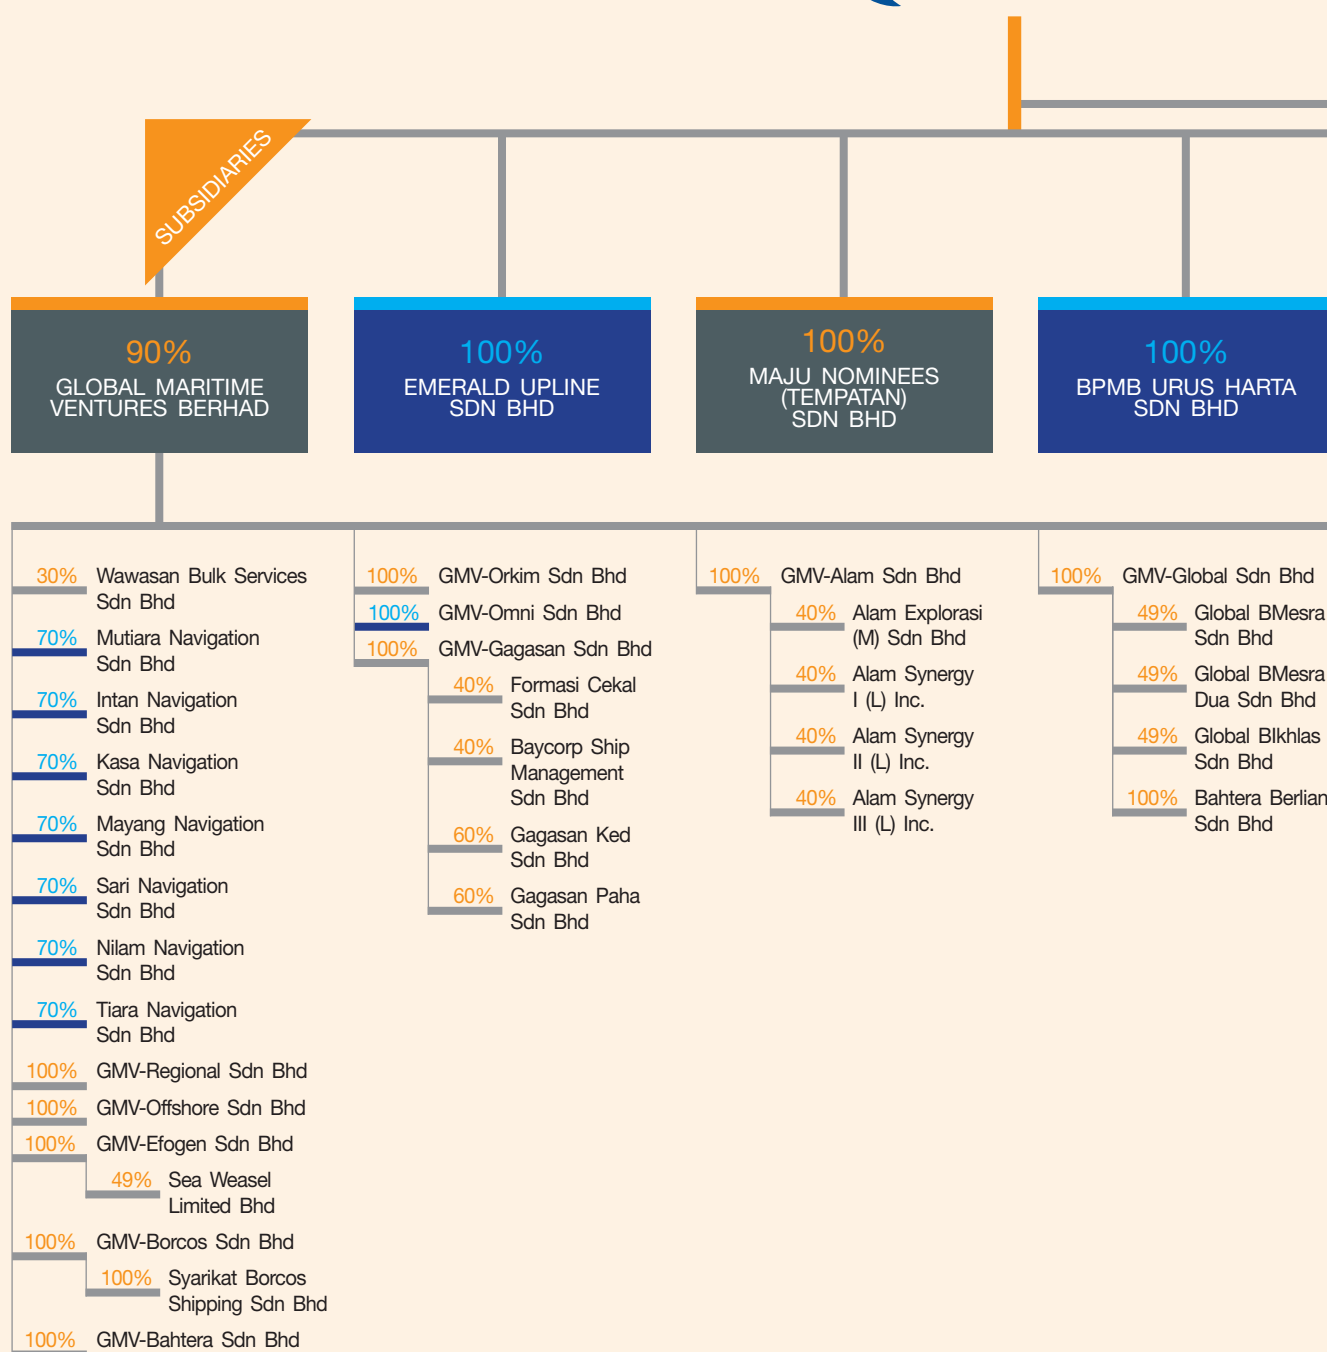 SUBSIDIARIES
90%
GLOBAL MARITIME
VENTURES BERHAD
100%
EMERALD UPLINE
SDN BHD
100%
MAJU NOMINEES
(TEMPATAN)
SDN BHD
100%
BPMB URUS HARTA
SDN BHD
30% Wawasan Bulk Services
Sdn Bhd
70% Mutiara Navigation
Sdn Bhd
70% Intan Navigation
Sdn Bhd
70% Kasa Navigation
Sdn Bhd
70% Mayang Navigation
Sdn Bhd
70% Sari Navigation
Sdn Bhd
70% Nilam Navigation
Sdn Bhd
70% Tiara Navigation
Sdn Bhd
100% GMV-Regional Sdn Bhd
100% GMV-Offshore Sdn Bhd
100% GMV-Efogen Sdn Bhd
49% Sea Weasel
Limited Bhd
100% GMV-Borcos Sdn Bhd
100% Syarikat Borcos
Shipping Sdn Bhd
100% GMV-Bahtera Sdn Bhd
100% GMV-Orkim Sdn Bhd
100% GMV-Omni Sdn Bhd
100% GMV-Gagasan Sdn Bhd
40% Formasi Cekal
Sdn Bhd
40% Baycorp Ship
Management
Sdn Bhd
60% Gagasan Ked
Sdn Bhd
60% Gagasan Paha
Sdn Bhd
100% GMV-Alam Sdn Bhd
40% Alam Explorasi
(M) Sdn Bhd
40% Alam Synergy
I (L) Inc.
40% Alam Synergy
II (L) Inc.
40% Alam Synergy
III (L) Inc.
100% GMV-Global Sdn Bhd
49% Global BMesra
Sdn Bhd
49% Global BMesra
Dua Sdn Bhd
49% Global BIkhlas
Sdn Bhd
100% Bahtera Berlian
Sdn Bhd